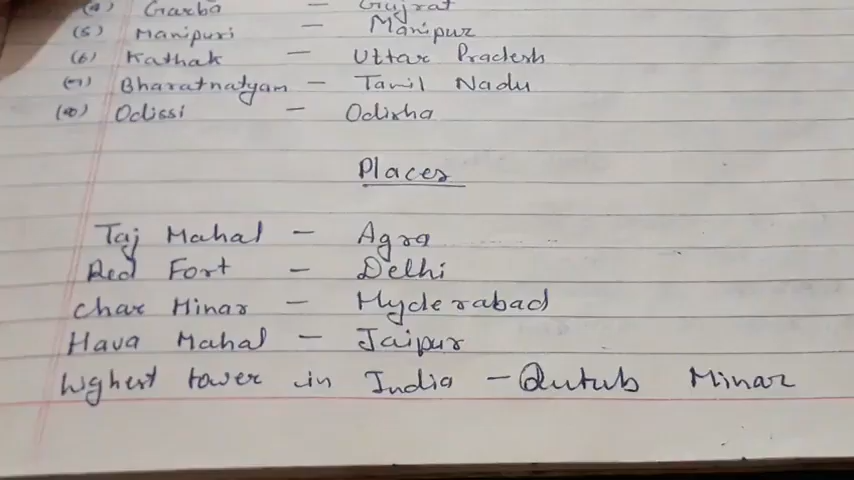 (4) Garba – Gujrat
(5) Manipuri – Manipur
(6) Kathak – Uttar Pradesh
(7) Bharatnatyam – Tamil Nadu
(8) Odissi – Odisha
Places
Taj Mahal – Agra
Red Fort – Delhi
Char Minar – Hyderabad
Hava Mahal – Jaipur
highest tower in India – Qutub Minar